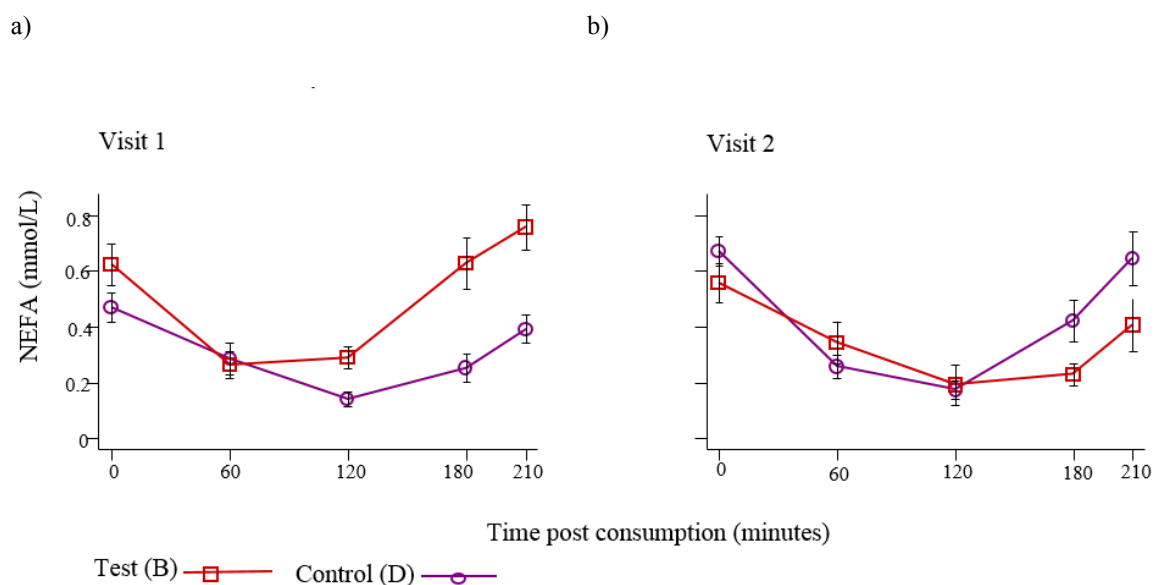 a)
b)
Visit 1
Visit 2
NEFA (mmol/L)
0.8
0.6
0.4
0.2
0
0 60 120 180 210
0 60 120 180 210
Time post consumption (minutes)
Test (B) Control (D)